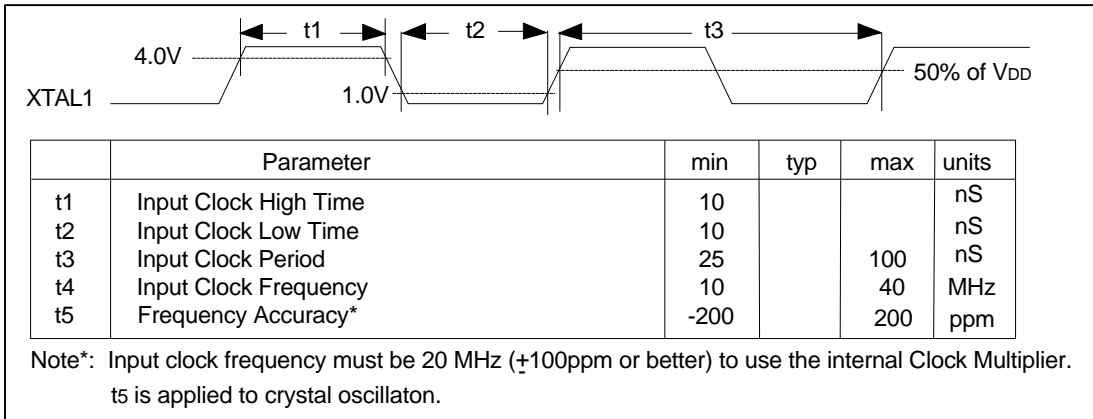 t1 t2 t3
4.0V
50% of VDD
XTAL1 1.0V
Parameter min typ max units
t1 Input Clock High Time 10 nS
t2 Input Clock Low Time 10 nS
t3 Input Clock Period 25 100 nS
t4 Input Clock Frequency 10 40 MHz
t5 Frequency Accuracy* -200 200 ppm
Note*: Input clock frequency must be 20 MHz (±100ppm or better) to use the internal Clock Multiplier.
t5 is applied to crystal oscillaton.